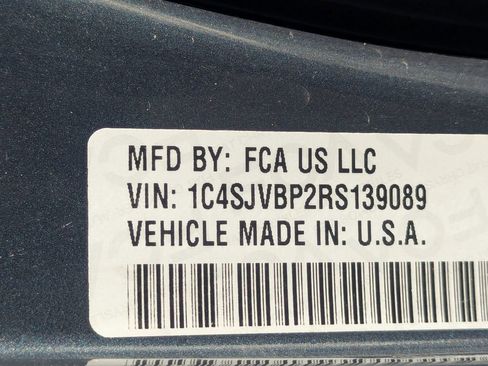 MFD BY: FCA US LLC
VIN: 1C4SJVBP2RS139089
VEHICLE MADE IN: U.S.A.